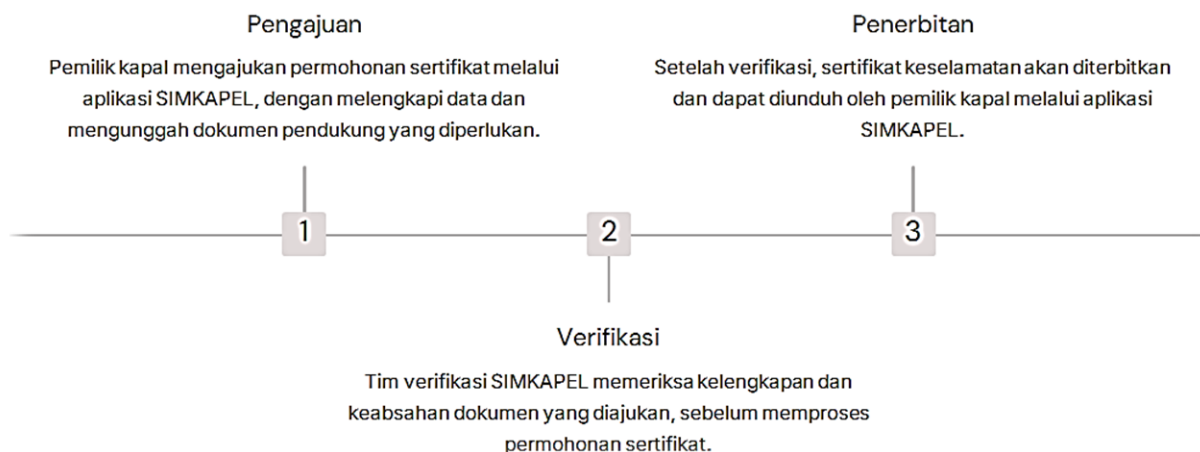 Pengajuan
Pemilik kapal mengajukan permohonan sertifikat melalui
aplikasi SIMKAPEL, dengan melengkapi data dan
mengunggah dokumen pendukung yang diperlukan.
Penerbitan
Setelah verifikasi, sertifikat keselamatan akan diterbitkan
dan dapat diunduh oleh pemilik kapal melalui aplikasi
SIMKAPEL.
1
2
3
Verifikasi
Tim verifikasi SIMKAPEL memeriksa kelengkapan dan
keabsahan dokumen yang diajukan, sebelum memproses
permohonan sertifikat.